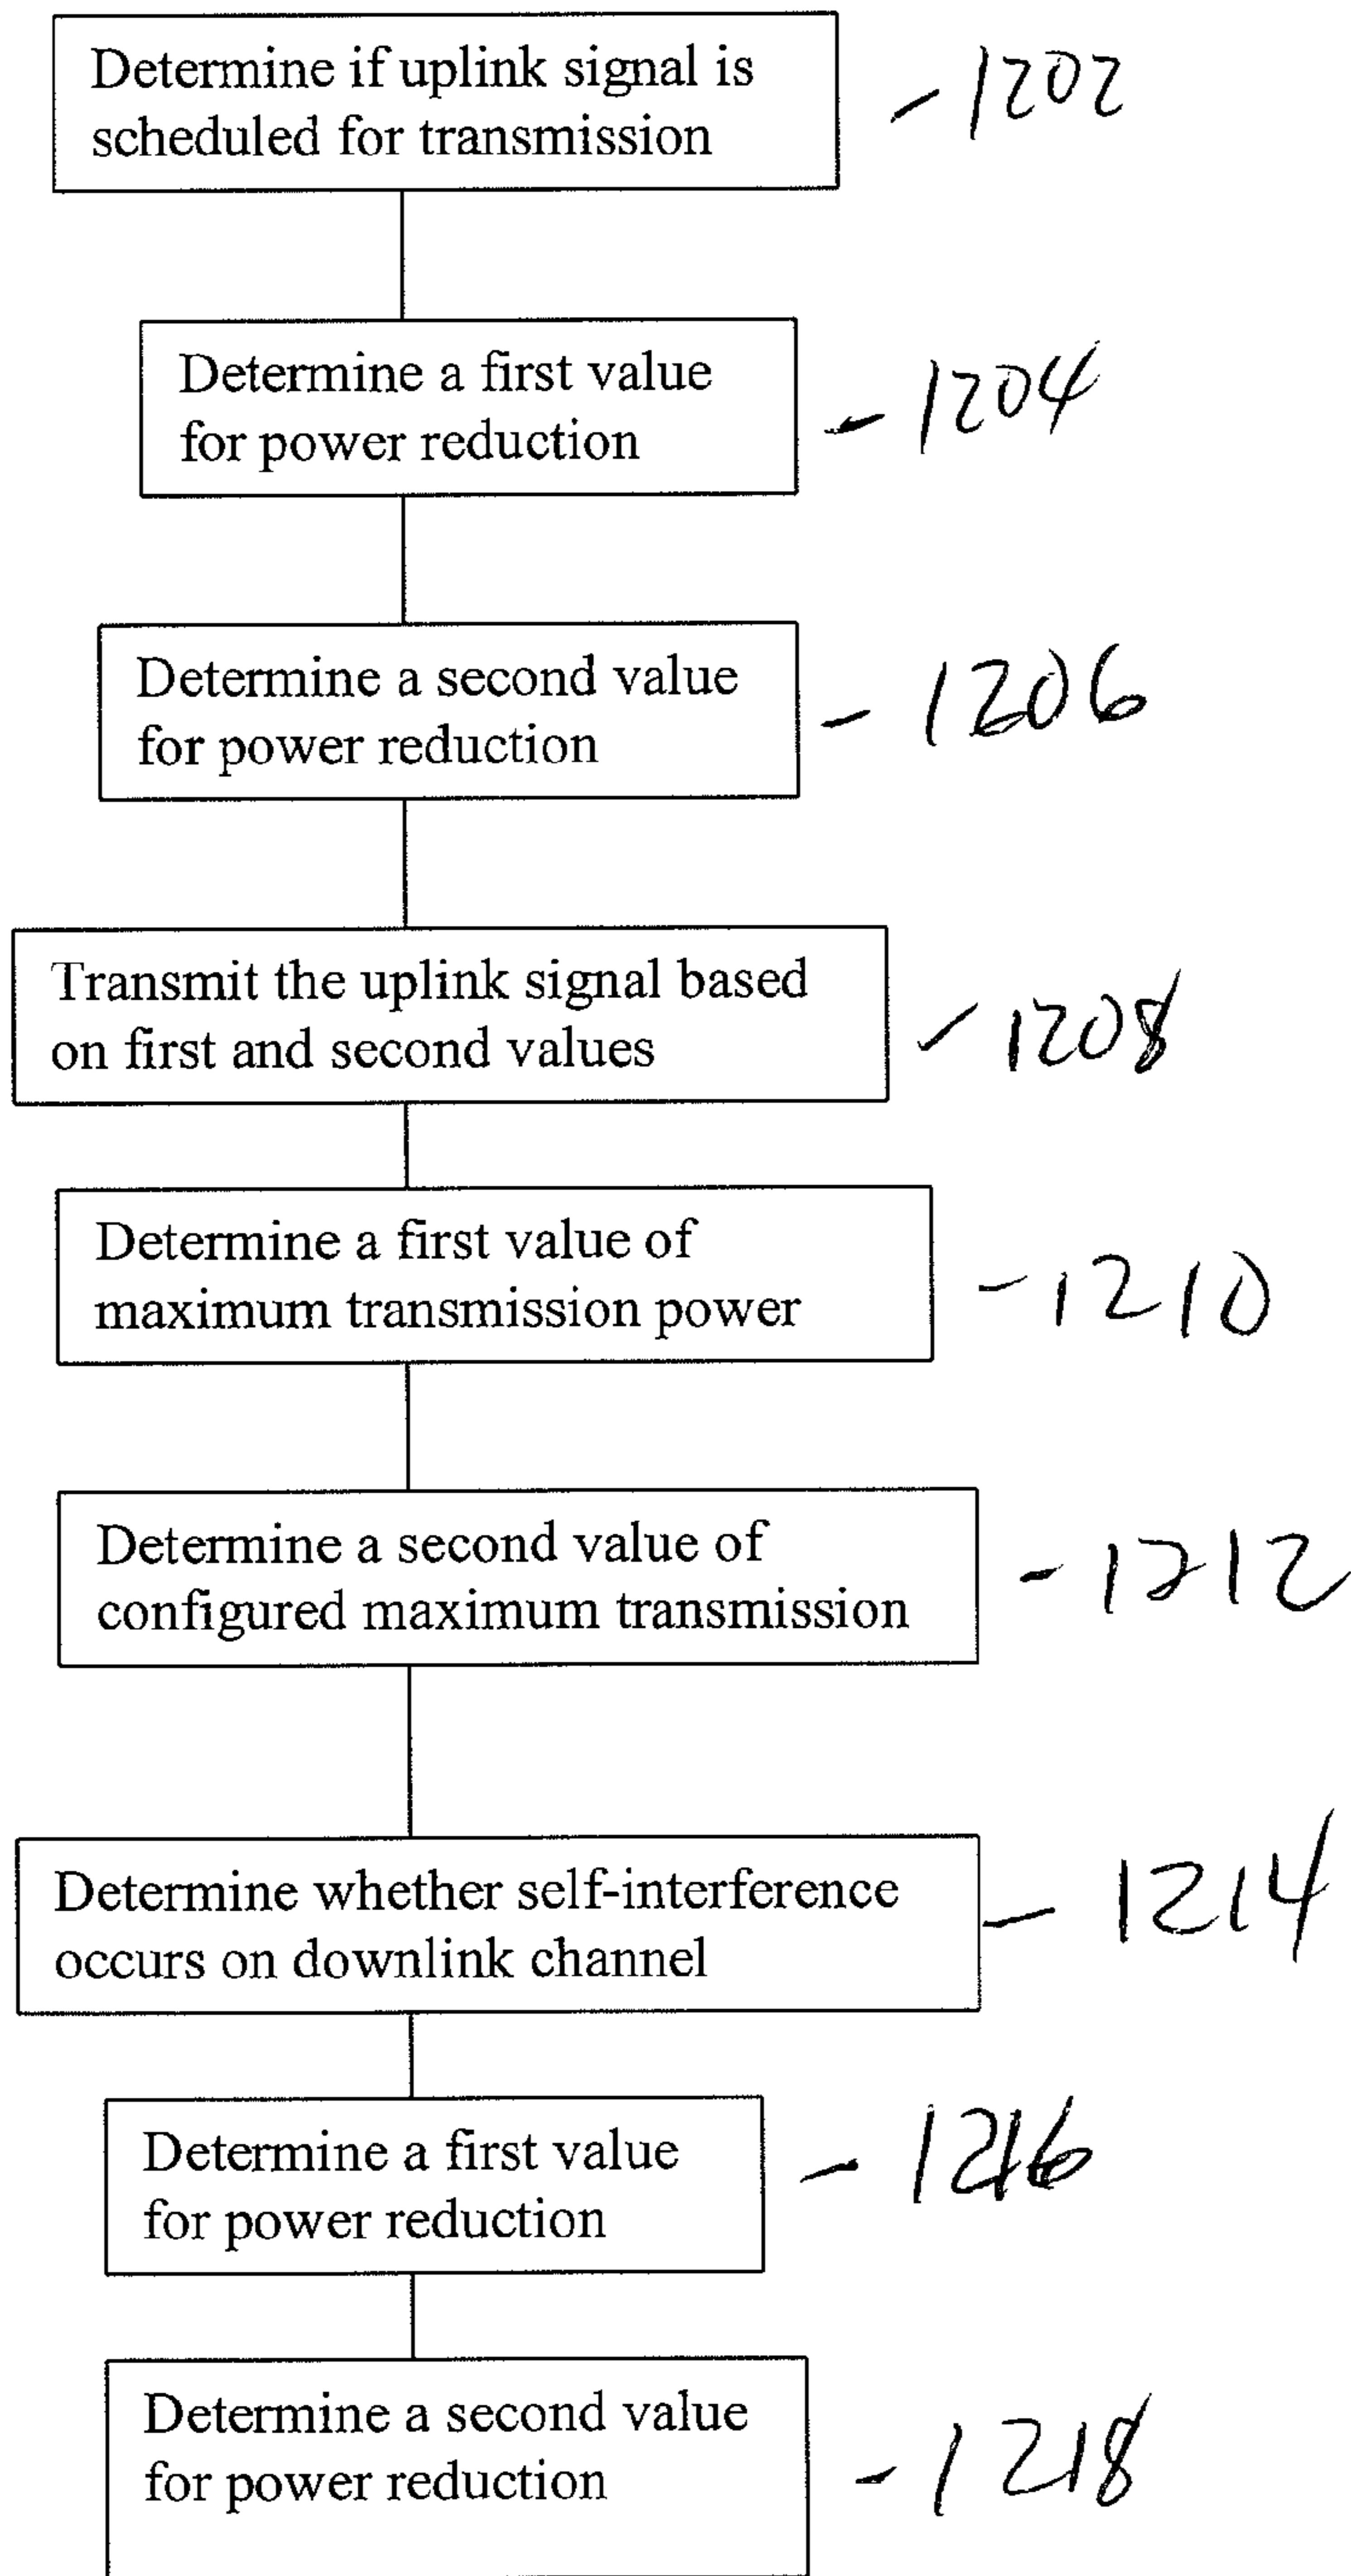 Determine if uplink signal is
scheduled for transmission
- 1202
Determine a first value
for power reduction
- 1204
Determine a second value
for power reduction
- 1206
Transmit the uplink signal based
on first and second values
- 1208
Determine a first value of
maximum transmission power
- 1210
Determine a second value of
configured maximum transmission
- 1212
Determine whether self-interference
occurs on downlink channel
- 1214
Determine a first value
for power reduction
- 1216
Determine a second value
for power reduction
- 1218